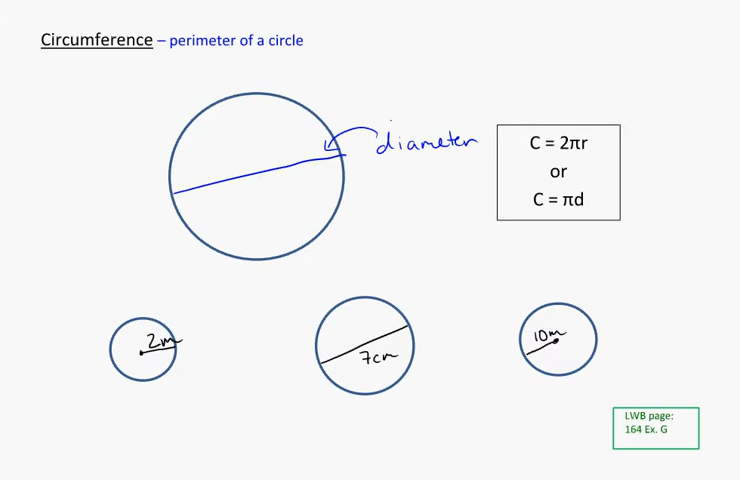 Circumference – perimeter of a circle
diameter
C = 2πr
or
C = πd
2m
7cm
10m
LWB page:
164 Ex. G